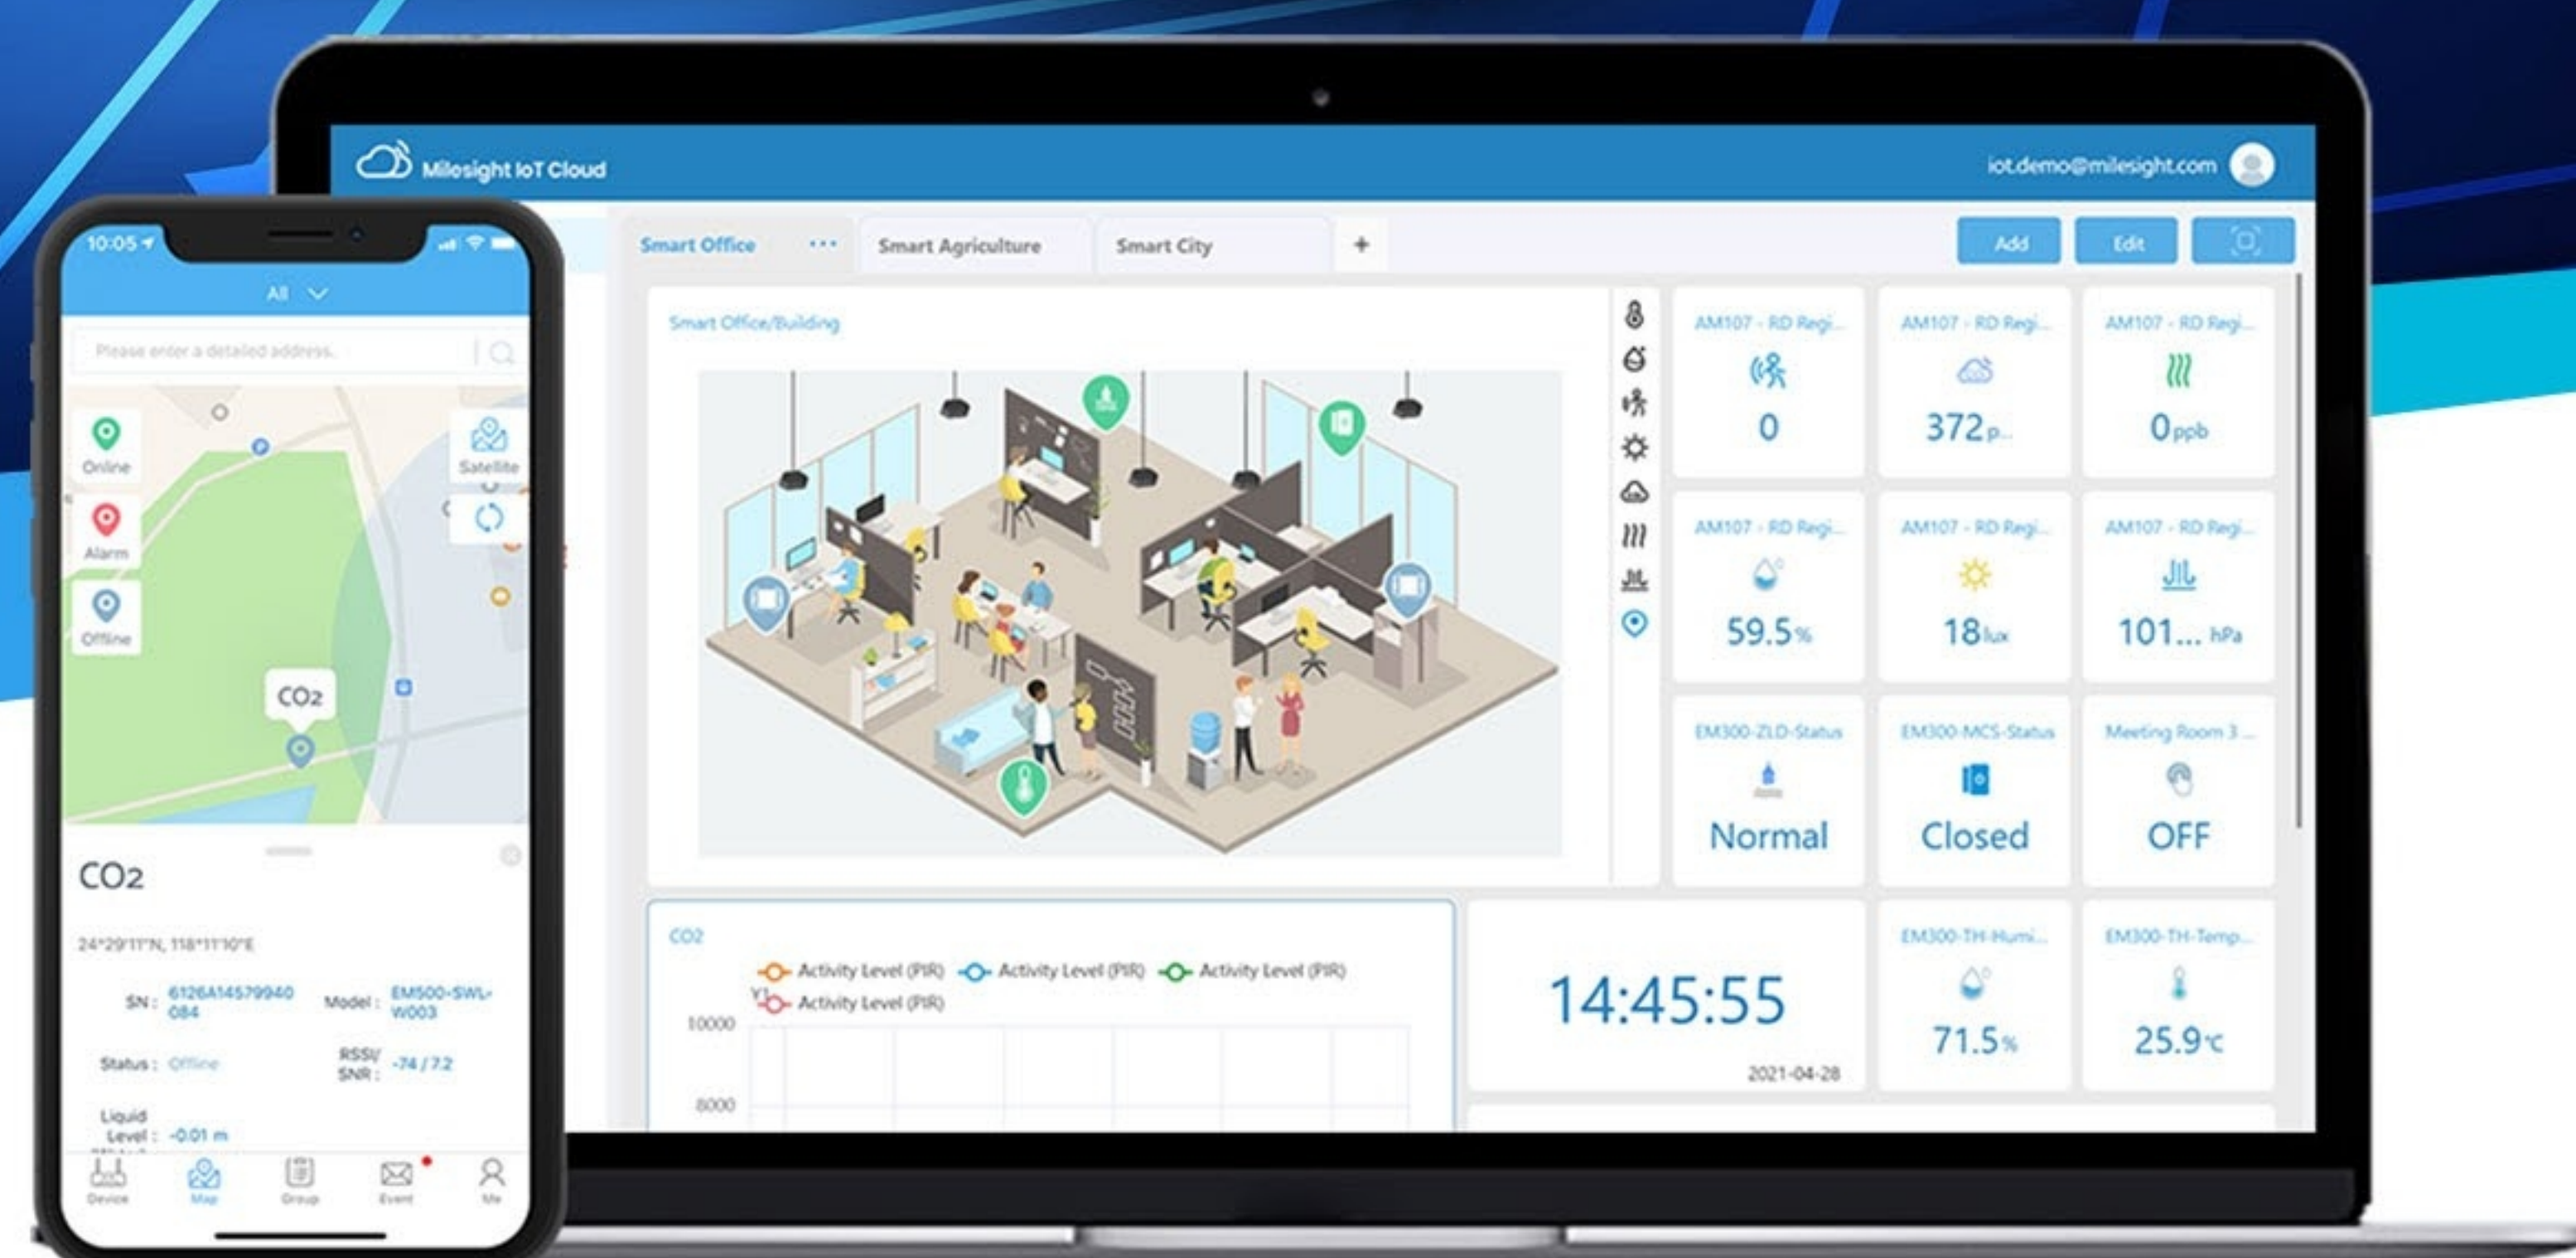 Milesight IoT Cloud
iot.demo@milesight.com
Smart Office
Smart Agriculture
Smart City
+
Add
Edit
Smart Office/Building
AM107 - RD Regi...
0
AM107 - RD Regi...
372 p...
AM107 - RD Regi...
0 ppb
AM107 - RD Regi...
59.5 %
AM107 - RD Regi...
18 lux
AM107 - RD Regi...
101... hPa
EM300-ZLD-Status
Normal
EM300-MCS-Status
Closed
Meeting Room 3 ...
OFF
CO2
Activity Level (PIR) Activity Level (PIR) Activity Level (PIR)
Activity Level (PIR)
Y1
10000
8000
14:45:55
2021-04-28
EM300-TH-Humi...
71.5 %
EM300-TH-Temp...
25.9 ℃
10:05
All
Please enter a detailed address.
Online
Satellite
Alarm
Offline
CO2
CO2
24°29'11"N, 118°11'10"E
SN : 6126A14579940
084
Model : EM500-SWL-
W003
Status : Offline
RSSI/
SNR : -74 / 7.2
Liquid
Level : -0.01 m
Device
Map
Group
Event
Me